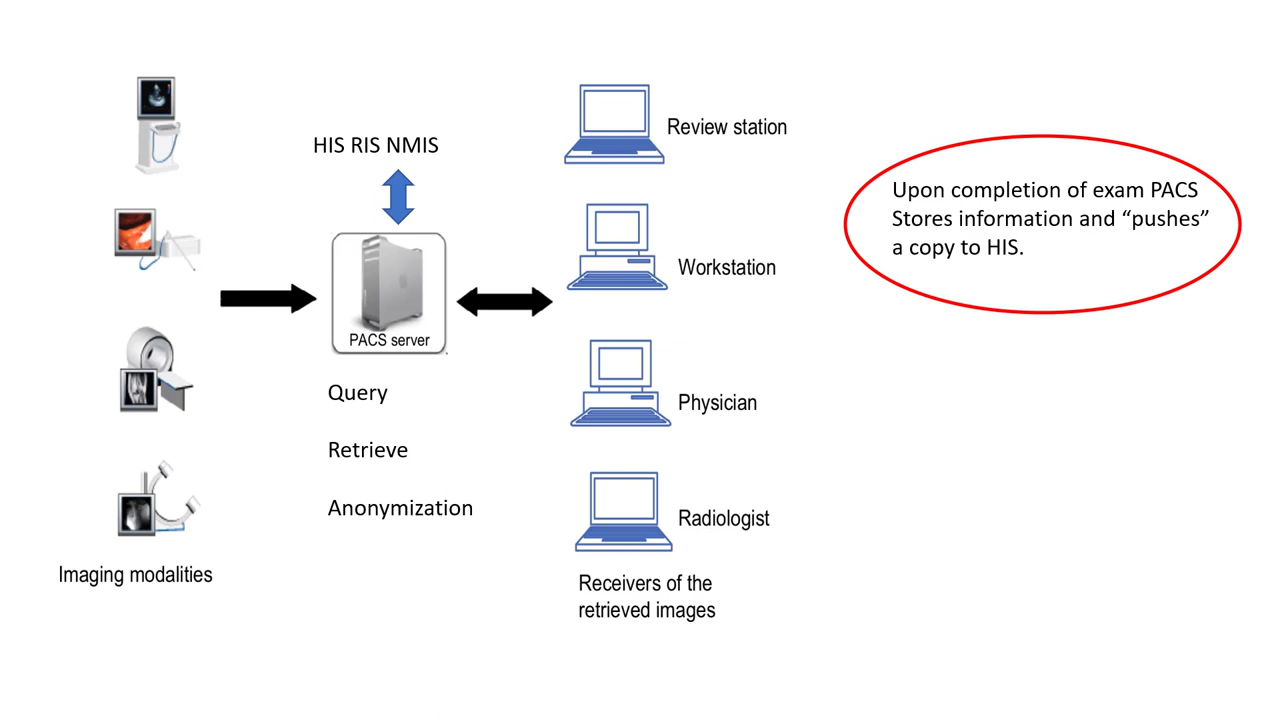 HIS RIS NMIS
PACS server
Query
Retrieve
Anonymization
Imaging modalities
Review station
Workstation
Physician
Radiologist
Receivers of the
retrieved images
Upon completion of exam PACS
Stores information and “pushes”
a copy to HIS.